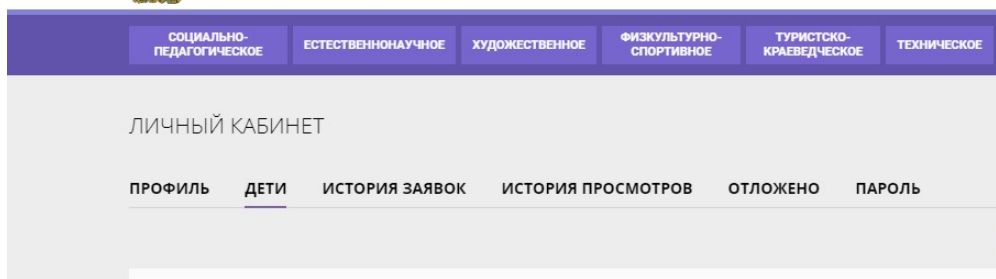 СОЦИАЛЬНО-
ПЕДАГОГИЧЕСКОЕ
ЕСТЕСТВЕННОНАУЧНОЕ
ХУДОЖЕСТВЕННОЕ
ФИЗКУЛЬТУРНО-
СПОРТИВНОЕ
ТУРИСТСКО-
КРАЕВЕДЧЕСКОЕ
ТЕХНИЧЕСКОЕ
ЛИЧНЫЙ КАБИНЕТ
ПРОФИЛЬ ДЕТИ ИСТОРИЯ ЗАЯВОК ИСТОРИЯ ПРОСМОТРОВ ОТЛОЖЕНО ПАРОЛЬ